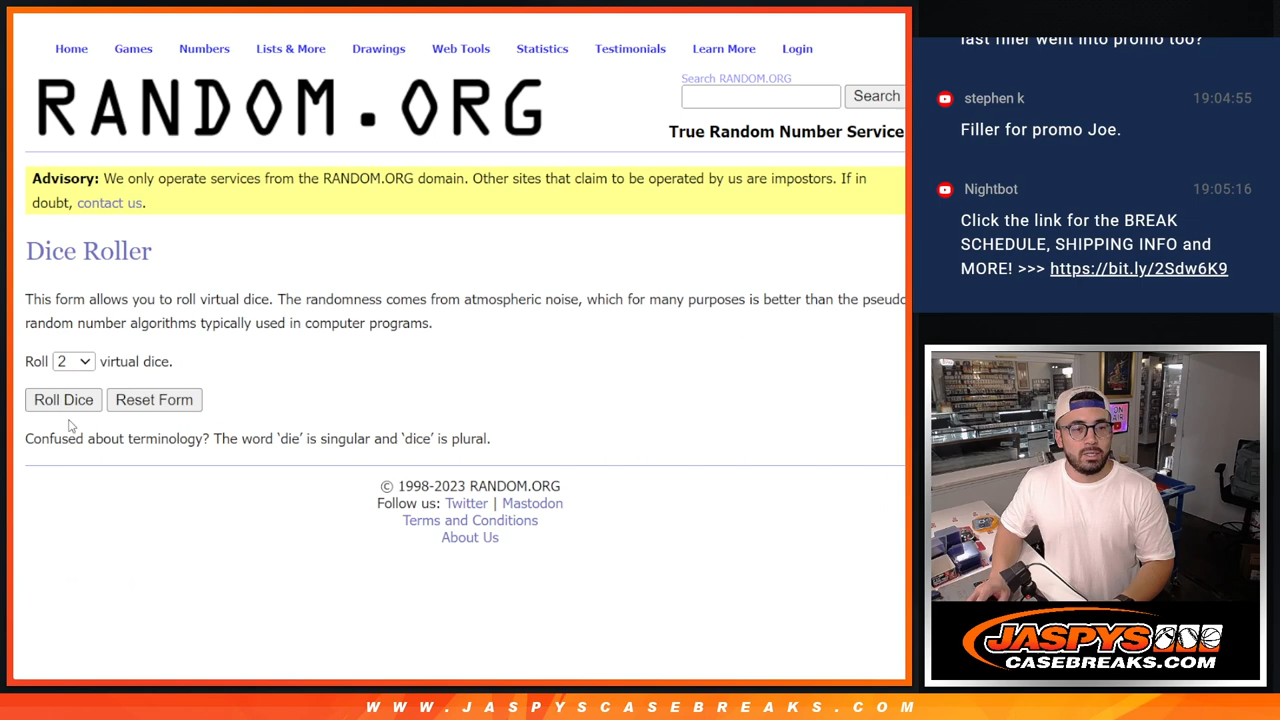 Home Games Numbers Lists & More Drawings Web Tools Statistics Testimonials Learn More Login
RANDOM.ORG
Search RANDOM.ORG
Search
True Random Number Service
Advisory: We only operate services from the RANDOM.ORG domain. Other sites that claim to be operated by us are impostors. If in
doubt, contact us.
Dice Roller
This form allows you to roll virtual dice. The randomness comes from atmospheric noise, which for many purposes is better than the pseudo
random number algorithms typically used in computer programs.
Roll 2 virtual dice.
Roll Dice Reset Form
Confused about terminology? The word ‘die’ is singular and ‘dice’ is plural.
© 1998-2023 RANDOM.ORG
Follow us: Twitter | Mastodon
Terms and Conditions
About Us
last filler went into promo too?
stephen k 19:04:55
Filler for promo Joe.
Nightbot 19:05:16
Click the link for the BREAK
SCHEDULE, SHIPPING INFO and
MORE! >>> https://bit.ly/2Sdw6K9
ON
AIR
JASPYS
CASEBREAKS.COM
WWW.JASPYSCASEBREAKS.COM